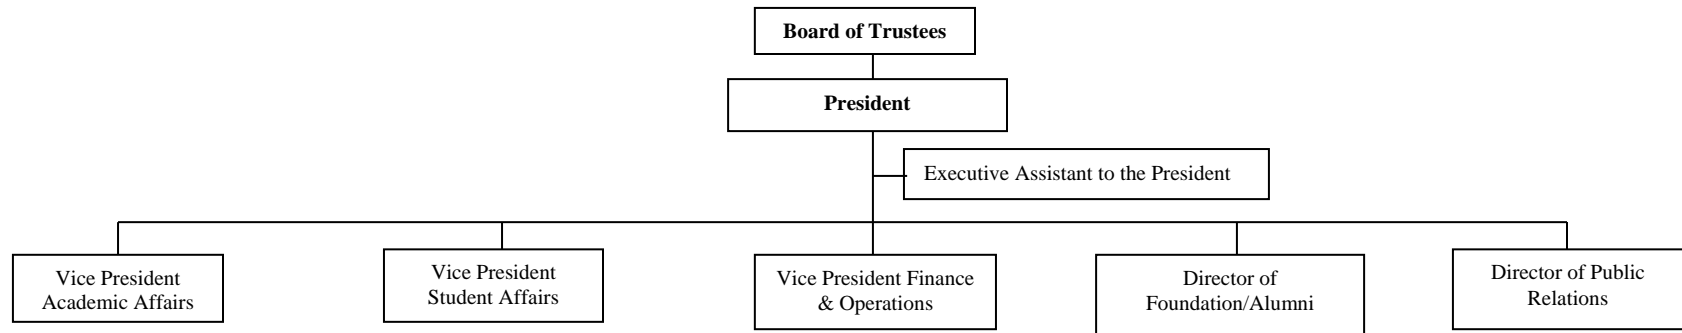 Board of Trustees
President
Executive Assistant to the President
Vice President
Academic Affairs
Vice President
Student Affairs
Vice President Finance
& Operations
Director of
Foundation/Alumni
Director of Public
Relations